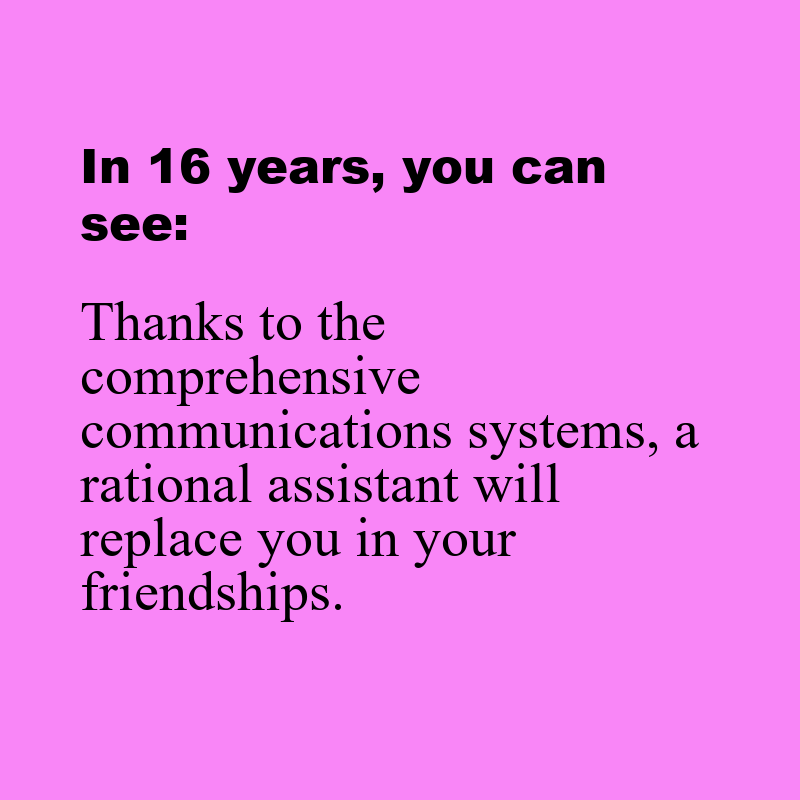 In 16 years, you can
see:
Thanks to the
comprehensive
communications systems, a
rational assistant will
replace you in your
friendships.